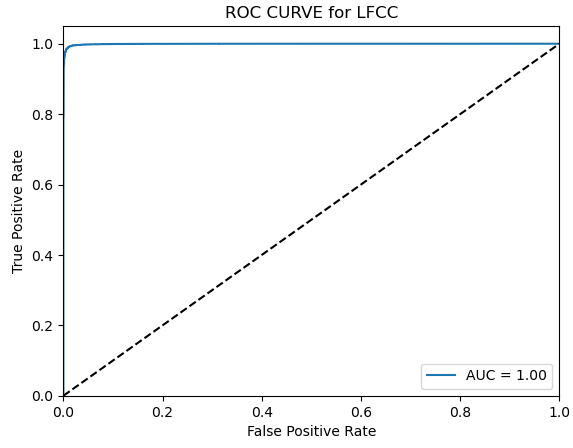 ROC CURVE for LFCC
1.0
0.8
0.6
0.4
0.2
0.0
True Positive Rate
0.0 0.2 0.4 0.6 0.8 1.0
False Positive Rate
AUC = 1.00